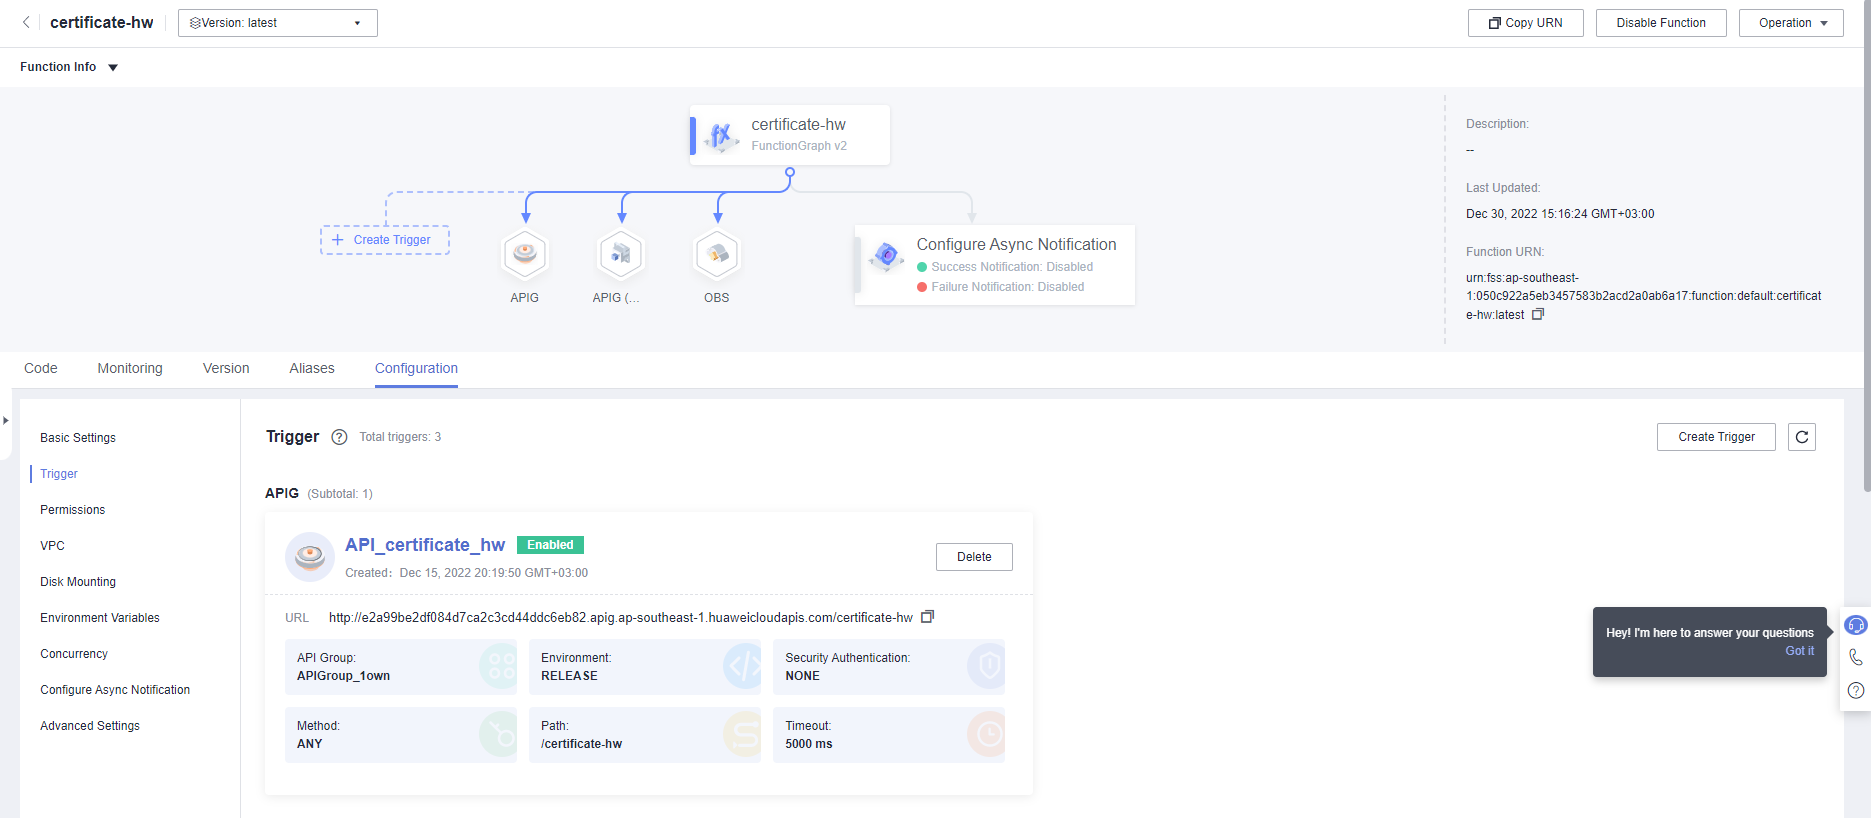 certificate-hw
Version: latest
Copy URN
Disable Function
Operation
Function Info
certificate-hw
FunctionGraph v2
Create Trigger
APIG
APIG (...
OBS
Configure Async Notification
Success Notification: Disabled
Failure Notification: Disabled
Description:
--
Last Updated:
Dec 30, 2022 15:16:24 GMT+03:00
Function URN:
urn:fss:ap-southeast-
1:050c922a5eb3457583b2acd2a0ab6a17:function:default:certificat
e-hw:latest
Code
Monitoring
Version
Aliases
Configuration
Basic Settings
Trigger
Permissions
VPC
Disk Mounting
Environment Variables
Concurrency
Configure Async Notification
Advanced Settings
Trigger
Total triggers: 3
Create Trigger
APIG (Subtotal: 1)
API_certificate_hw
Enabled
Created: Dec 15, 2022 20:19:50 GMT+03:00
Delete
URL http://e2a99be2df084d7ca2c3cd44ddc6eb82.apig.ap-southeast-1.huaweicloudapis.com/certificate-hw
API Group:
APIGroup_1own
Environment:
RELEASE
Security Authentication:
NONE
Method:
ANY
Path:
/certificate-hw
Timeout:
5000 ms
Hey! I'm here to answer your questions
Got it